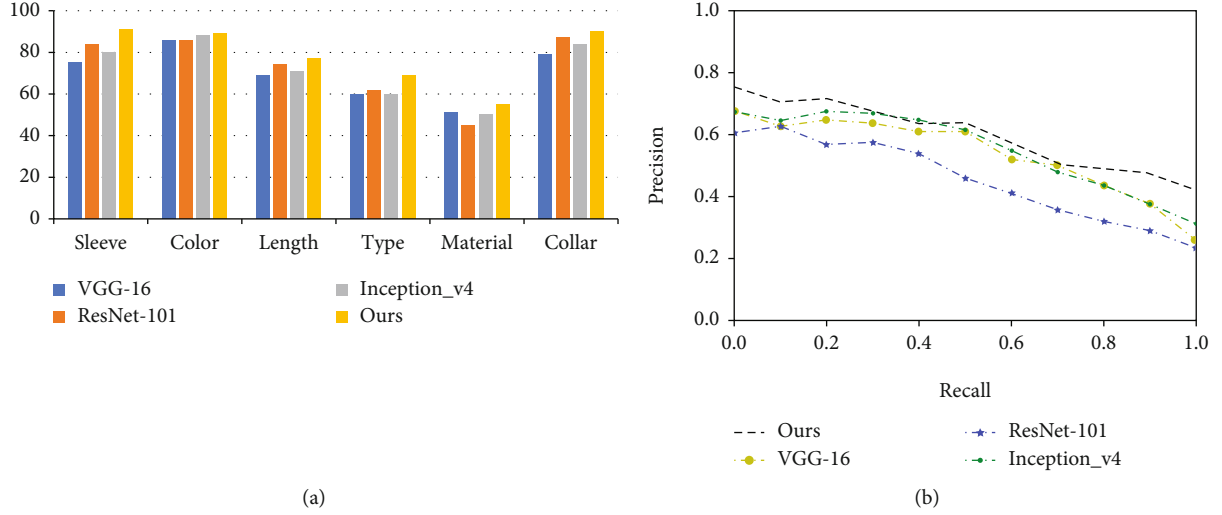 100
80
60
40
20
0
Sleeve Color Length Type Material Collar
VGG-16 Inception_v4
ResNet-101 Ours
(a)
1.0
0.8
0.6
0.4
0.2
0.0
Precision
0.0 0.2 0.4 0.6 0.8 1.0
Recall
Ours ResNet-101
VGG-16 Inception_v4
(b)